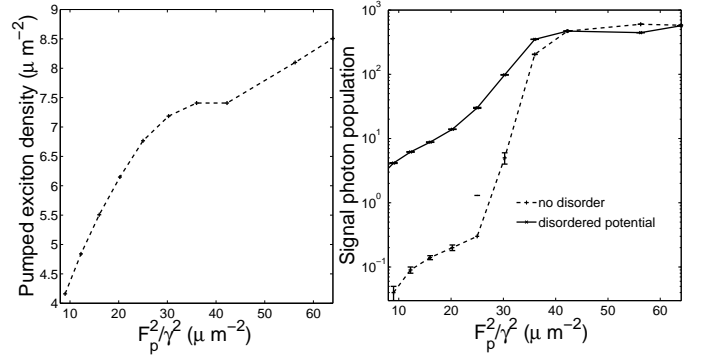 Pumped exciton density (μ m⁻²)
9
8.5
8
7.5
7
6.5
6
5.5
5
4.5
4
10 20 30 40 50 60
F_p²/γ² (μ m⁻²)
Signal photon population
10³
10²
10¹
10⁰
10⁻¹
no disorder
disordered potential
10 20 30 40 50 60
F_p²/γ² (μ m⁻²)